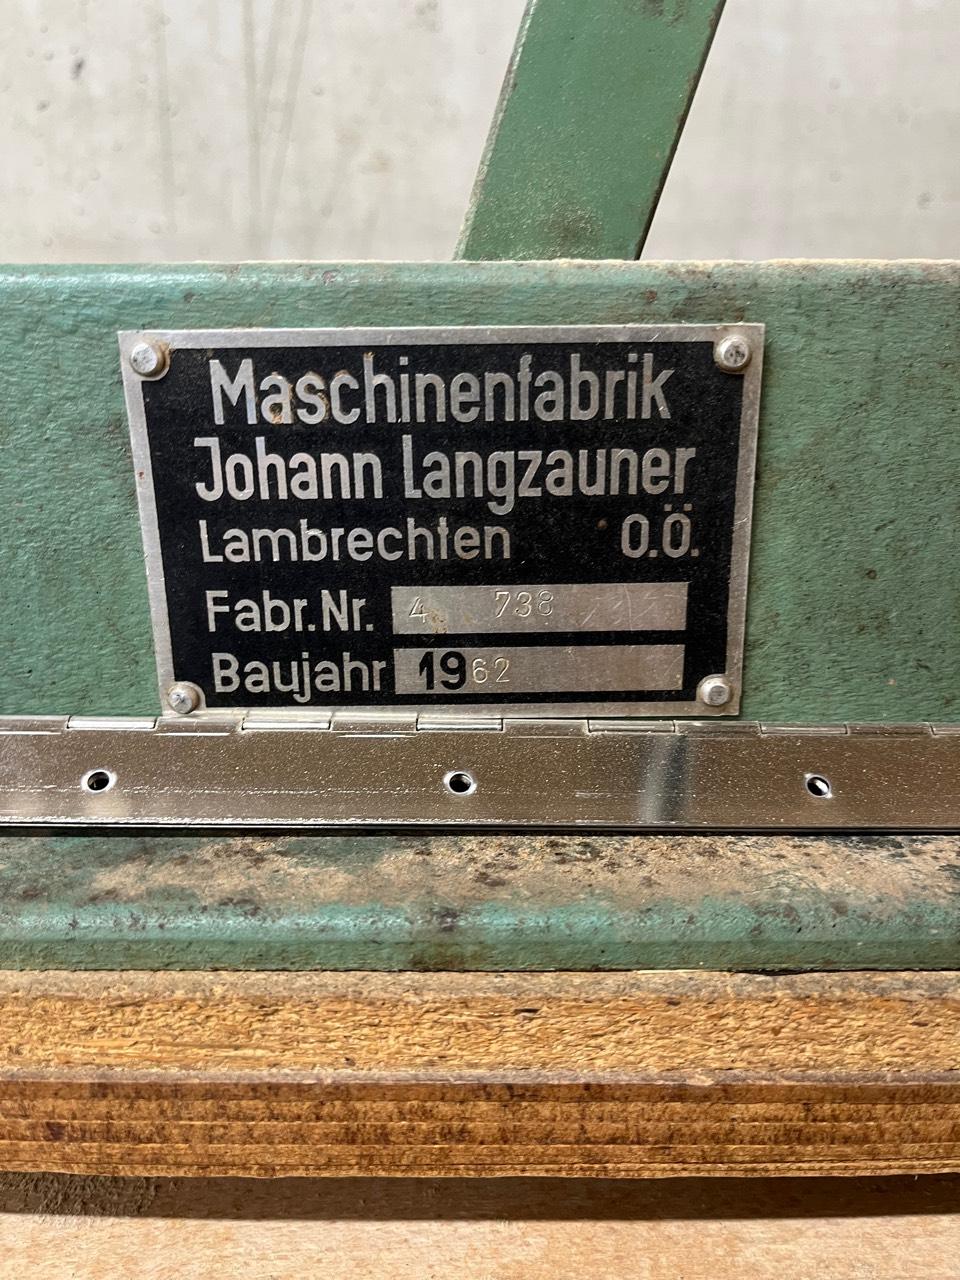 Maschinenfabrik
Johann Langzauner
Lambrechten O.Ö.
Fabr.Nr. 4 738
Baujahr 1962